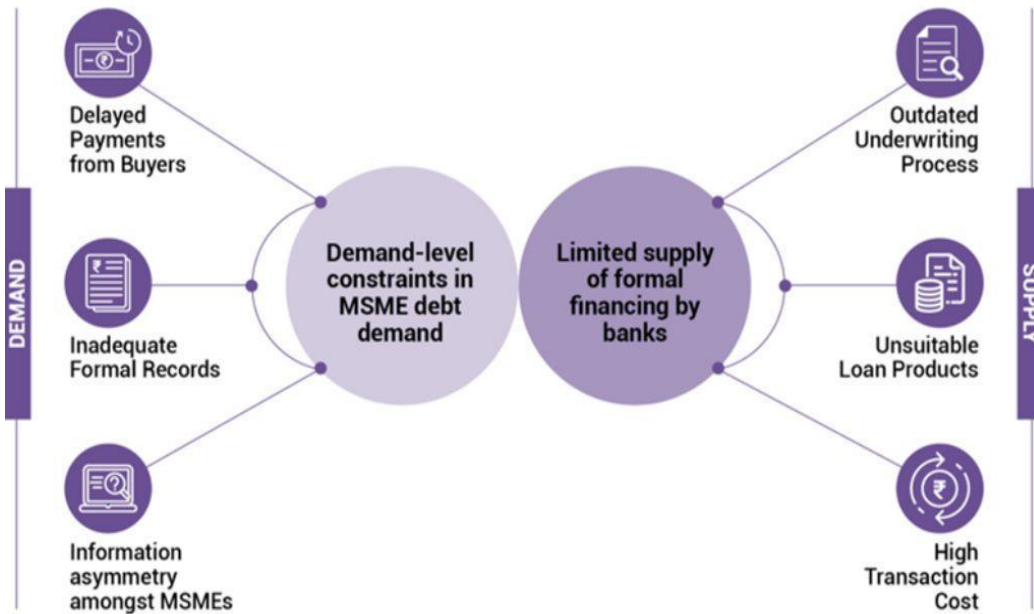 DEMAND
Delayed
Payments
from Buyers
Inadequate
Formal Records
Information
asymmetry
amongst MSMEs
Demand-level
constraints in
MSME debt
demand
Limited supply
of formal
financing by
banks
Outdated
Underwriting
Process
Unsuitable
Loan Products
High
Transaction
Cost
SUPPLY